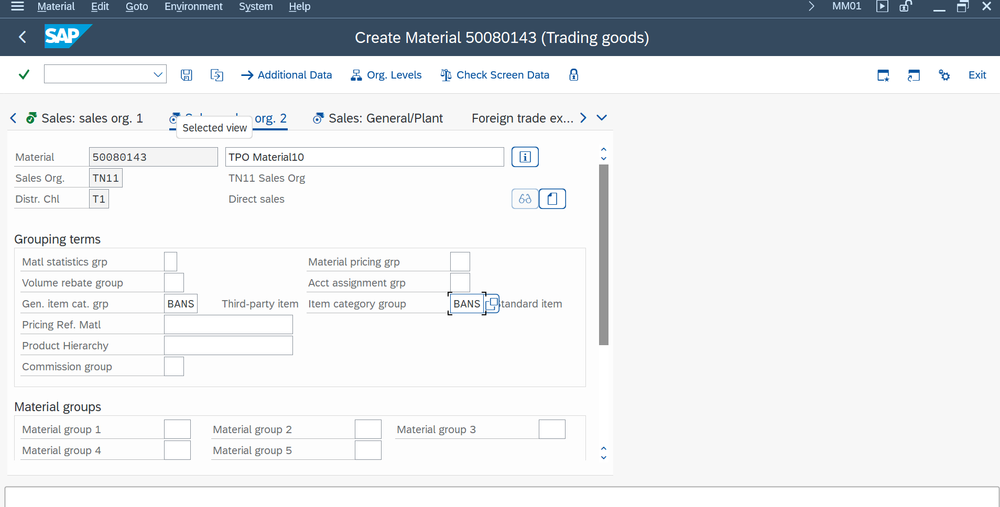 Material Edit Goto Environment System Help MM01
SAP Create Material 50080143 (Trading goods)
Additional Data Org. Levels Check Screen Data Exit
Sales: sales org. 1 org. 2 Sales: General/Plant Foreign trade ex...
Selected view
Material 50080143 TPO Material10
Sales Org. TN11 TN11 Sales Org
Distr. Chl T1 Direct sales
Grouping terms
Matl statistics grp Material pricing grp
Volume rebate group Acct assignment grp
Gen. item cat. grp BANS Third-party item Item category group BANS tandard item
Pricing Ref. Matl
Product Hierarchy
Commission group
Material groups
Material group 1 Material group 2 Material group 3
Material group 4 Material group 5